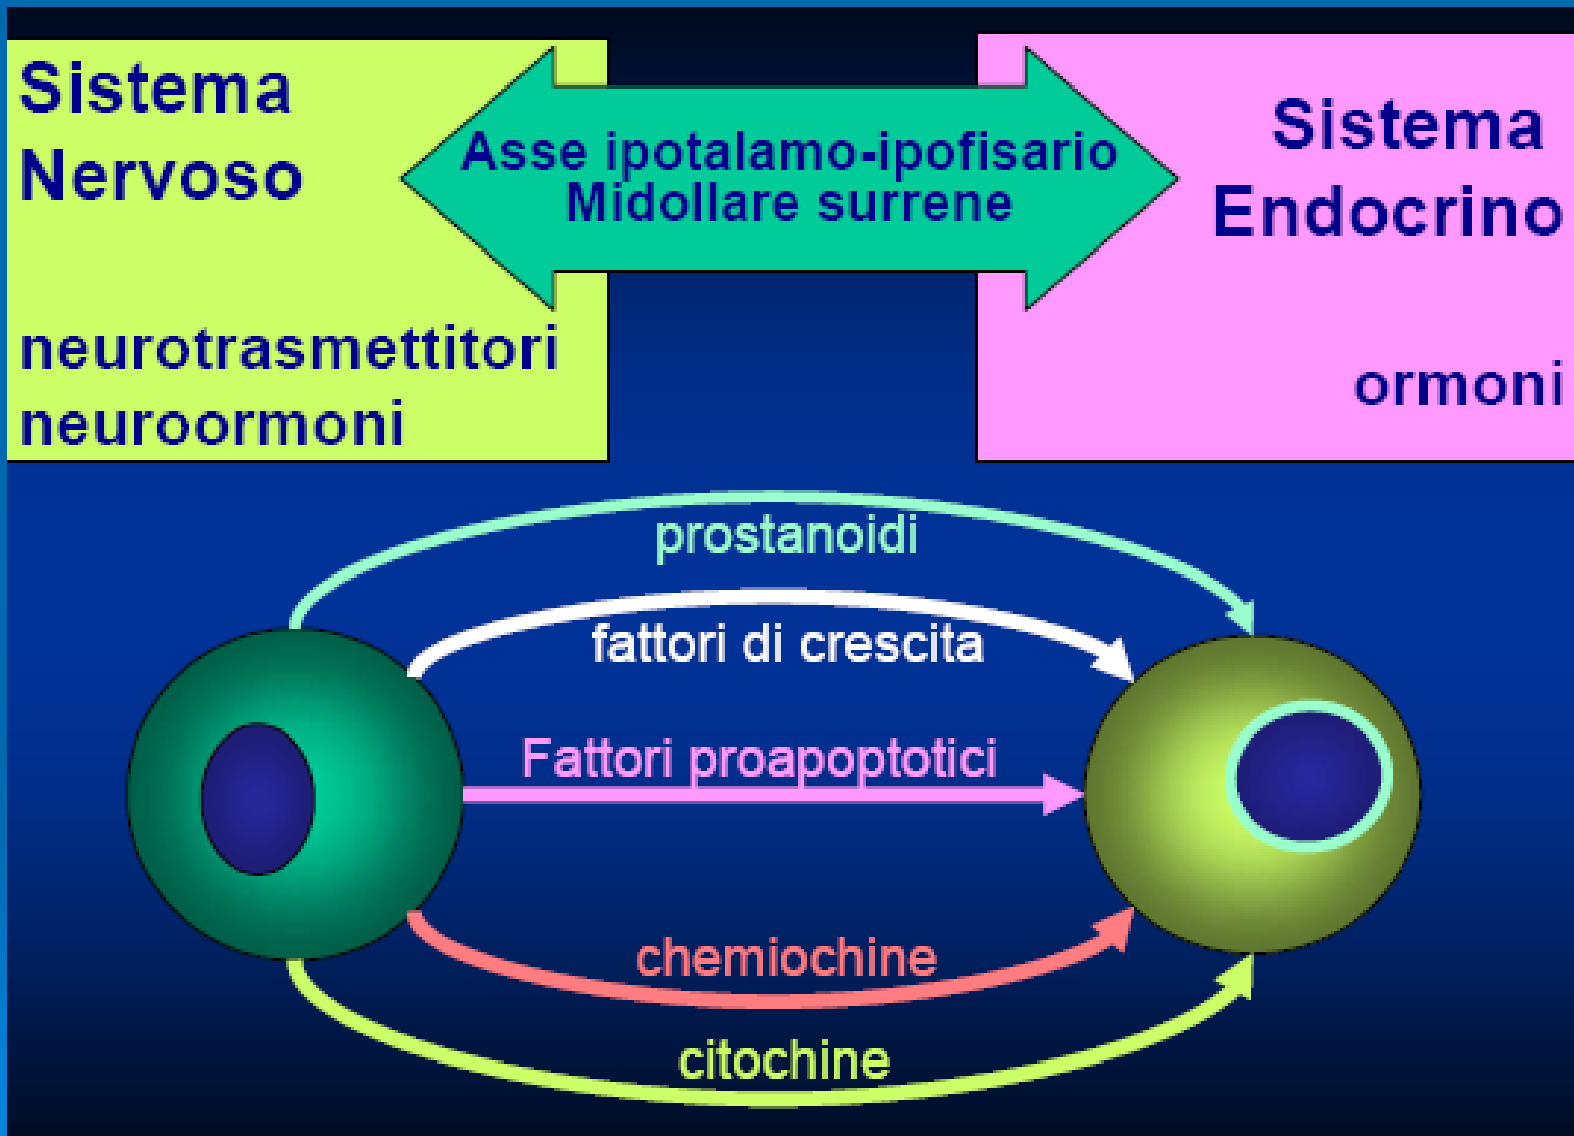 Sistema
Nervoso
neurotrasmettitori
neuroormoni
Asse ipotalamo-ipofisario
Midollare surrene
Sistema
Endocrino
ormoni
prostanoidi
fattori di crescita
Fattori proapoptotici
chemiochine
citochine